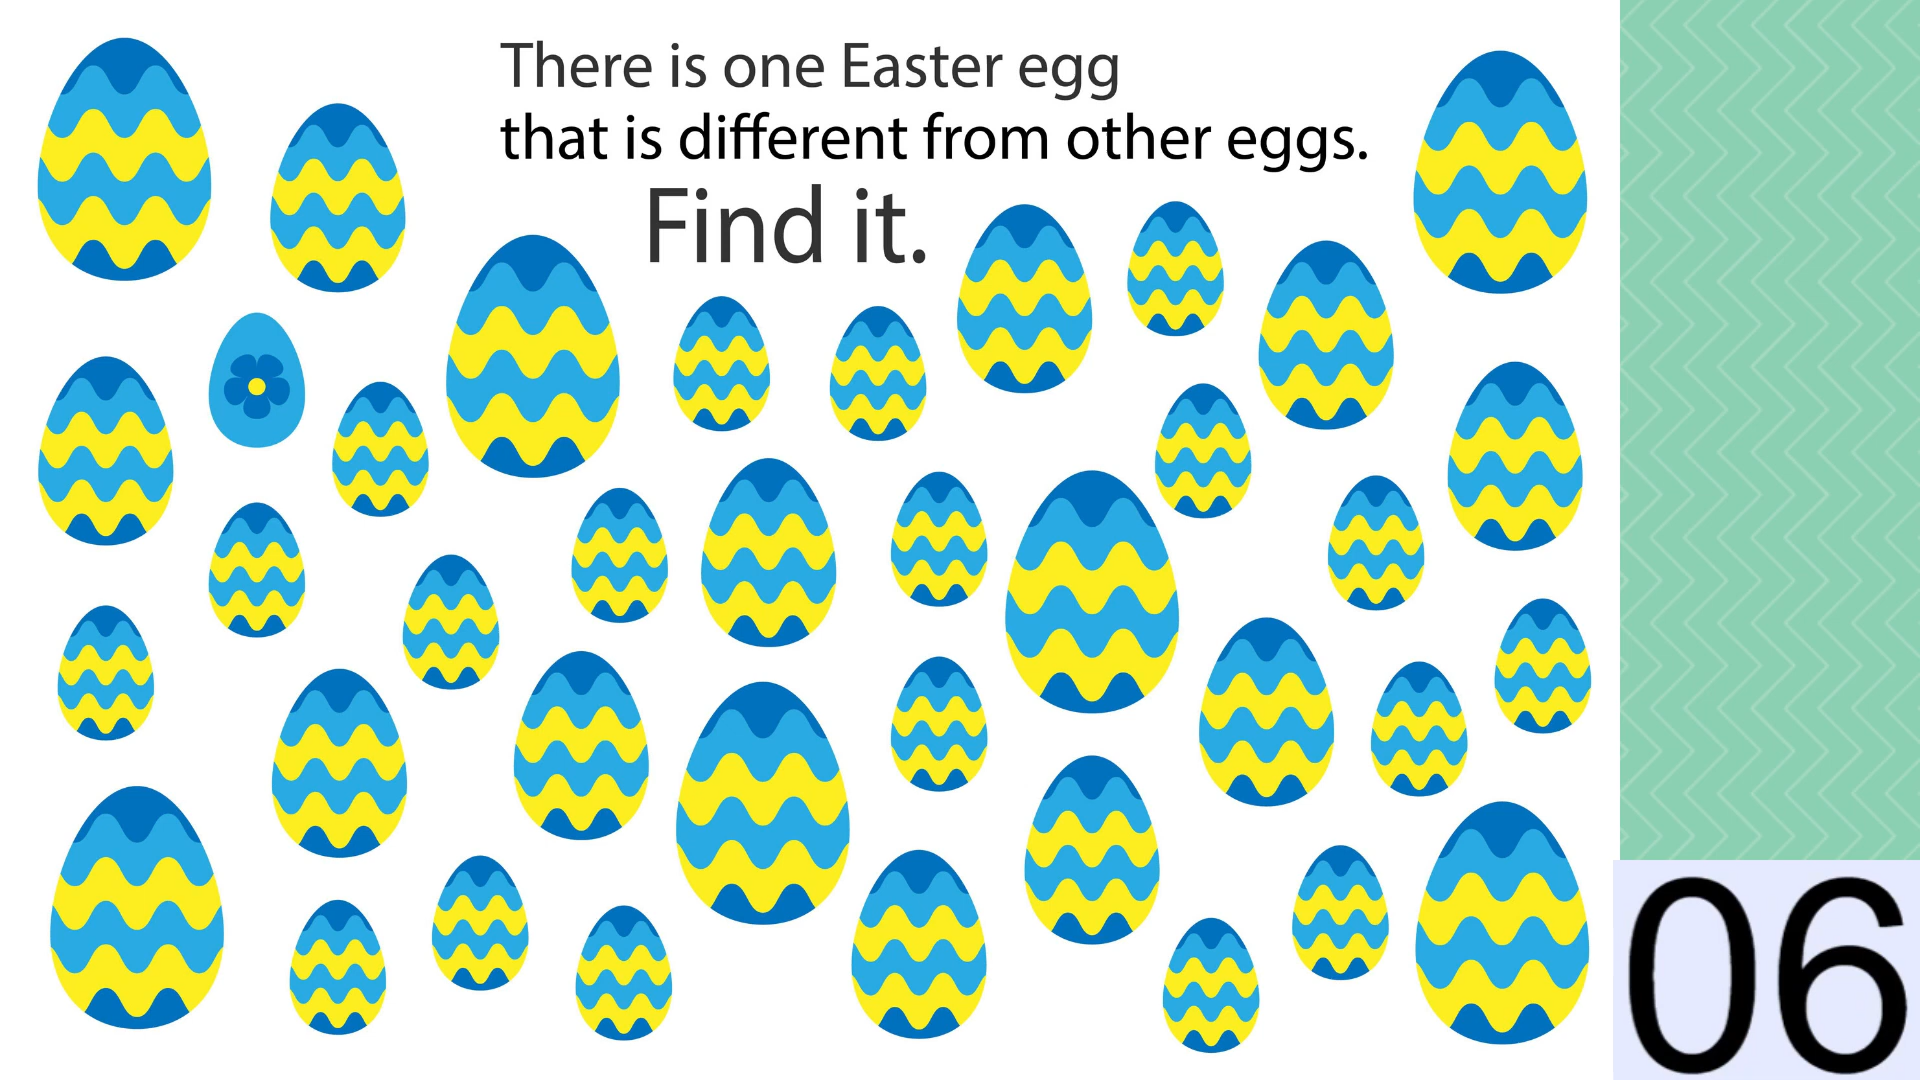 There is one Easter egg
that is different from other eggs.
Find it.
06